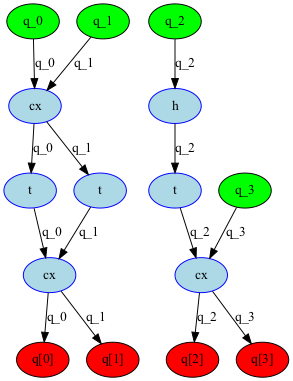 q_0 q_1 q_2
q_0 q_1 q_2
cx h
q_0 q_1 q_2
t t t q_3
q_0 q_1 q_2 q_3
cx cx
q_0 q_1 q_2 q_3
q[0] q[1] q[2] q[3]